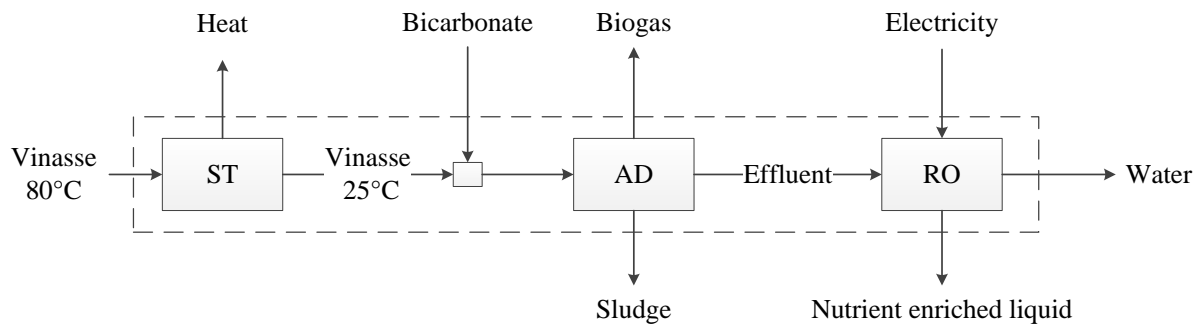 Heat
Bicarbonate
Biogas
Electricity
Vinasse
80°C
ST
Vinasse
25°C
AD
Effluent
RO
Water
Sludge
Nutrient enriched liquid